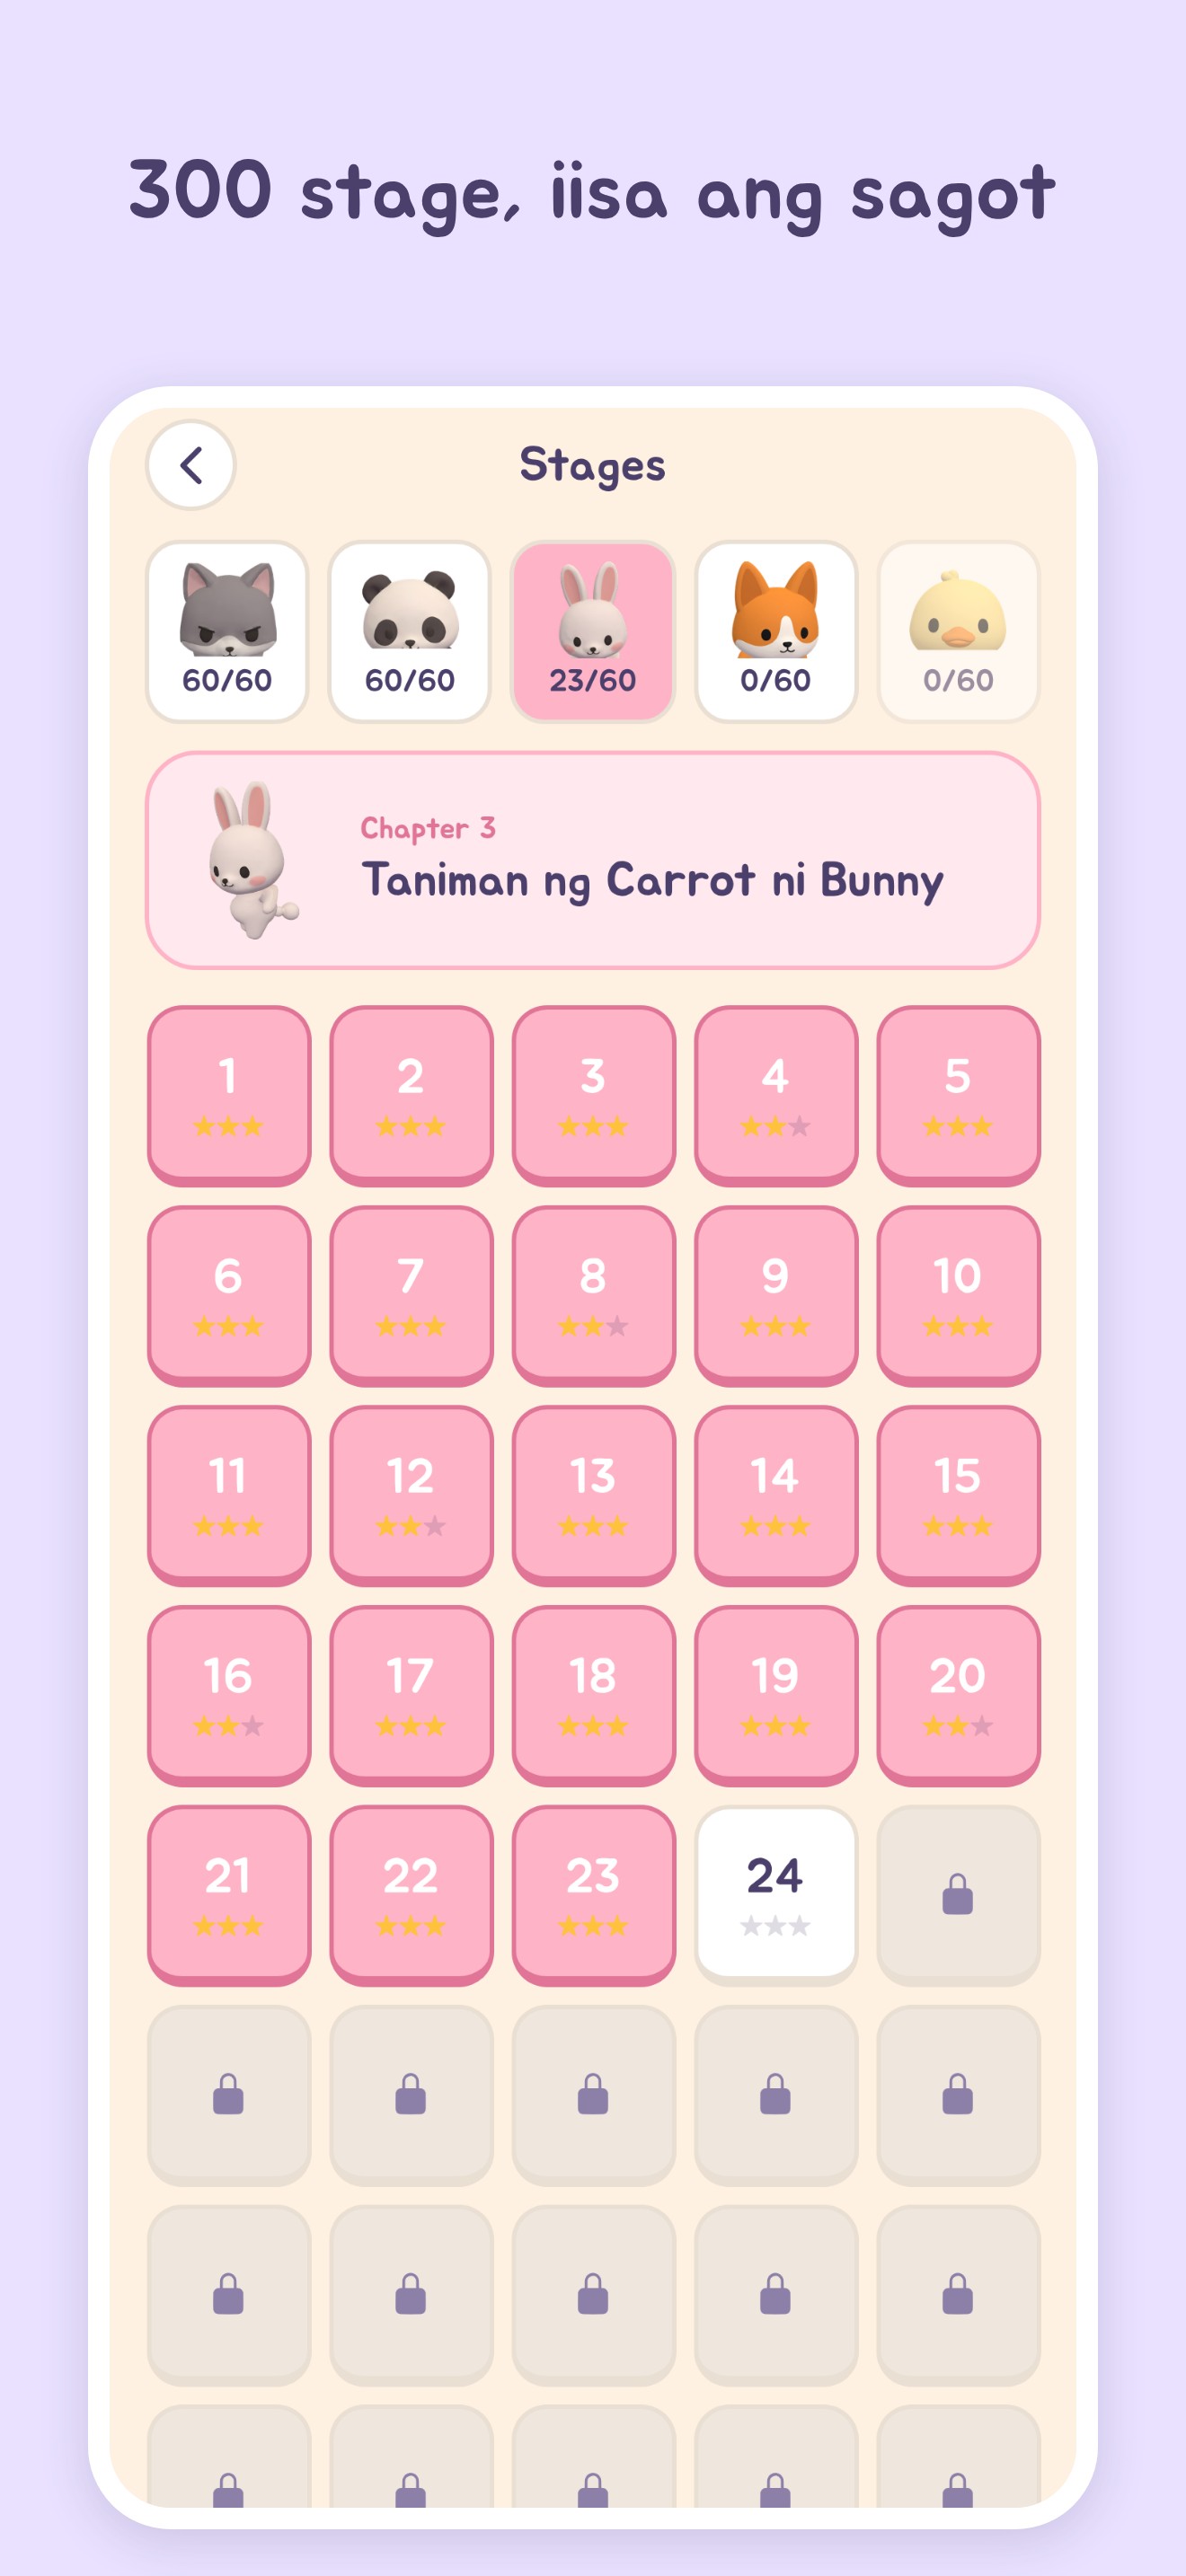 300 stage, iisa ang sagot
Stages
60/60 60/60 23/60 0/60 0/60
Chapter 3
Taniman ng Carrot ni Bunny
1 2 3 4 5
6 7 8 9 10
11 12 13 14 15
16 17 18 19 20
21 22 23 24